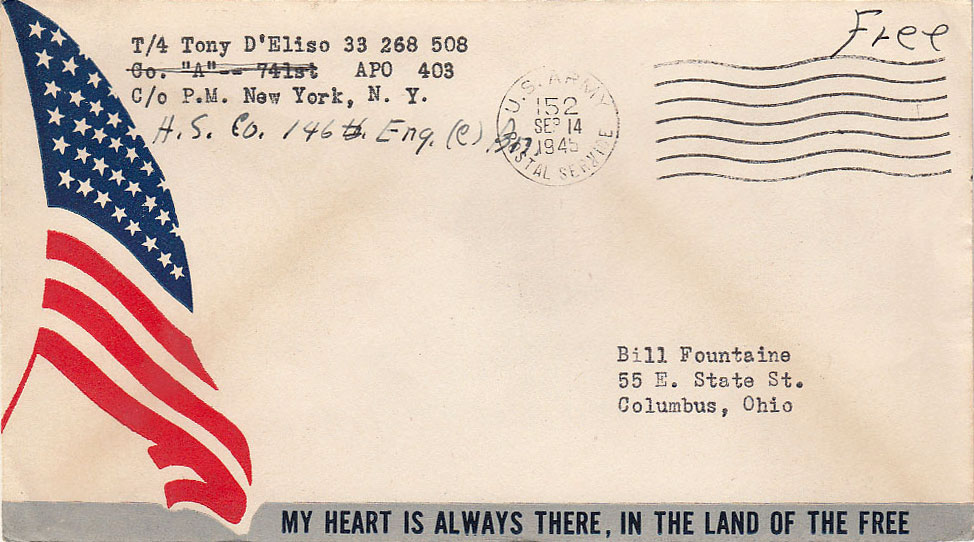 T/4 Tony D'Eliso 33 268 508
Co. "A"-- 741st APO 403
C/o P.M. New York, N. Y.
H.S. Co. 146th. Eng. (C) Bn.
U.S. ARMY
152
SEP 14
1945
POSTAL SERVICE
Free
Bill Fountaine
55 E. State St.
Columbus, Ohio
MY HEART IS ALWAYS THERE, IN THE LAND OF THE FREE